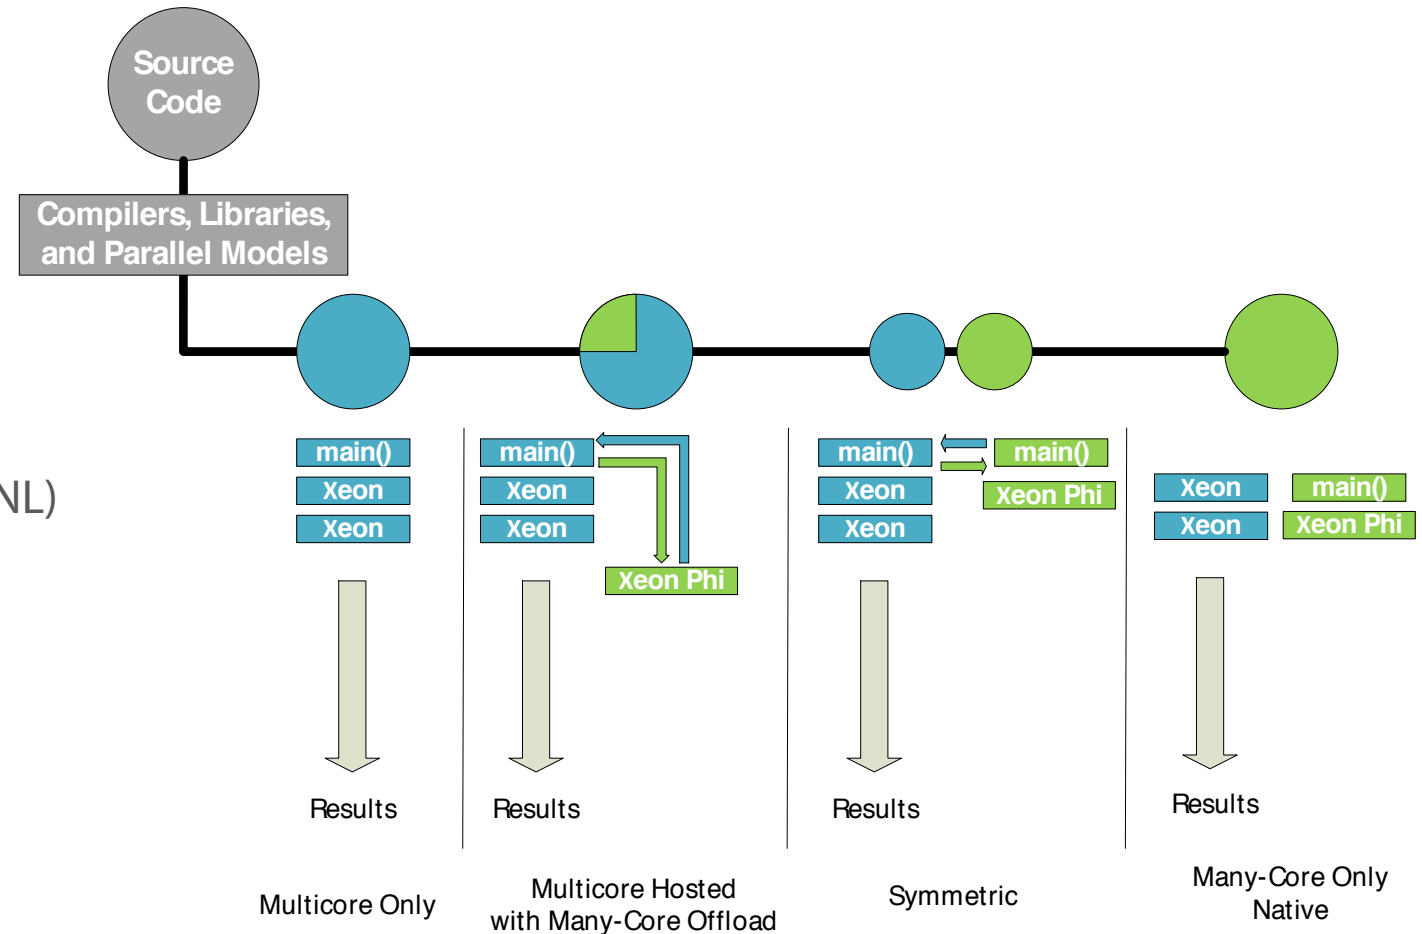 Source
Code
Compilers, Libraries,
and Parallel Models
NL)
main()
Xeon
Xeon
Results
Multicore Only
main()
Xeon
Xeon
Xeon Phi
Results
Multicore Hosted
with Many-Core Offload
main()
Xeon
Xeon
main()
Xeon Phi
Results
Symmetric
Xeon
Xeon
main()
Xeon Phi
Results
Many-Core Only
Native